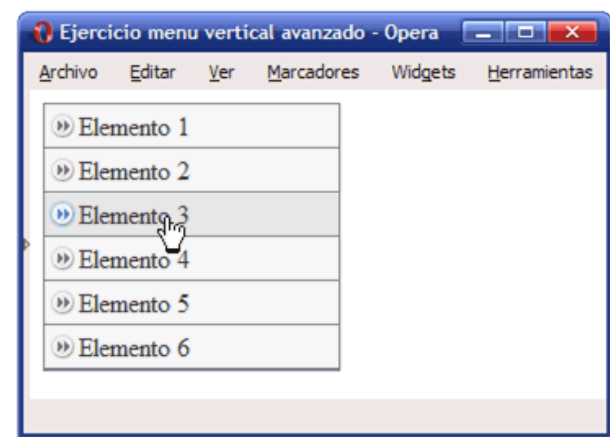 Ejercicio menu vertical avanzado - Opera
Archivo Editar Ver Marcadores Widgets Herramientas
Elemento 1
Elemento 2
Elemento 3
Elemento 4
Elemento 5
Elemento 6